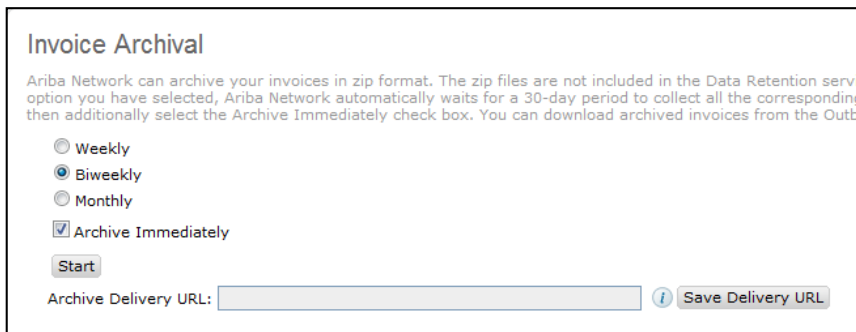 Invoice Archival
Ariba Network can archive your invoices in zip format. The zip files are not included in the Data Retention
option you have selected, Ariba Network automatically waits for a 30-day period to collect all the
then additionally select the Archive Immediately check box. You can download archived invoices from the
Weekly
Biweekly
Monthly
Archive Immediately
Start
Archive Delivery URL: i Save Delivery URL